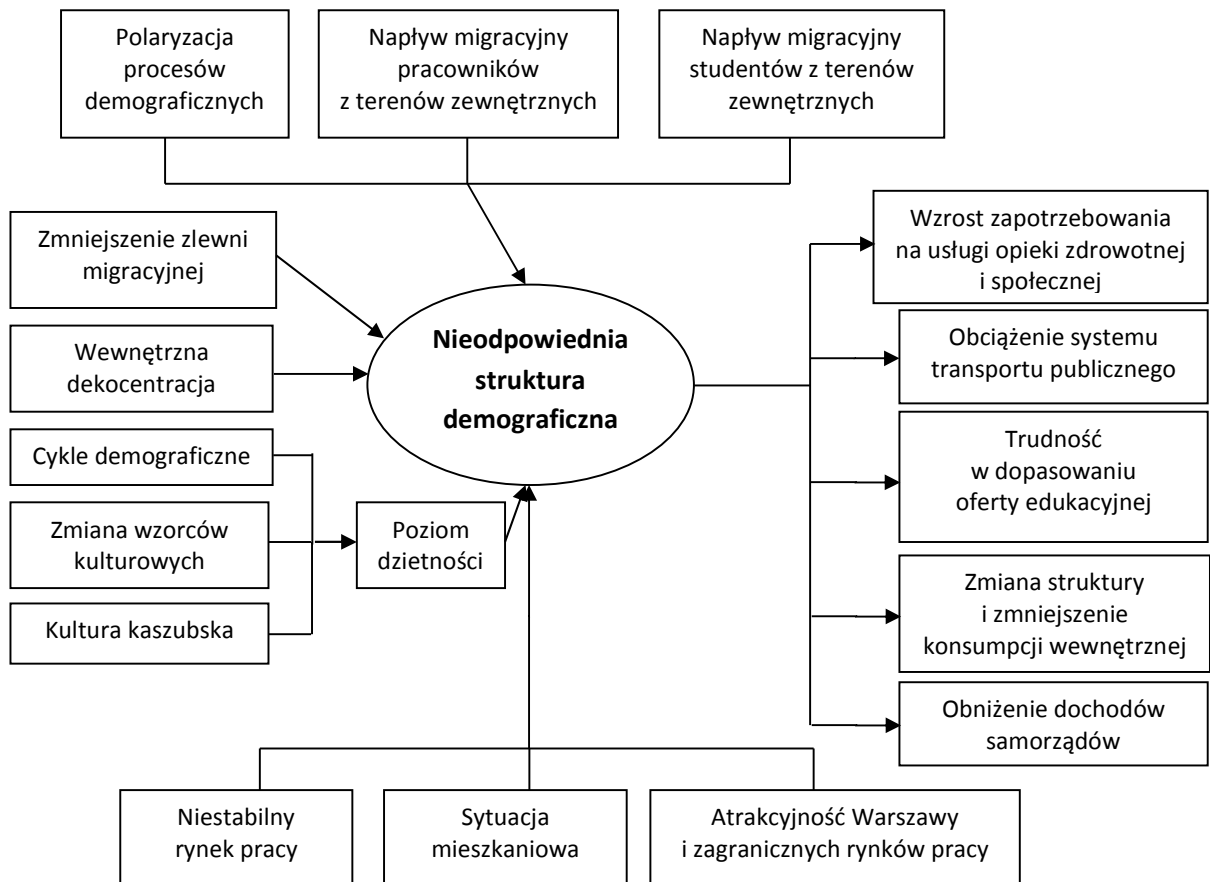 Polaryzacja
procesów
demograficznych
Napływ migracyjny
pracowników
z terenów zewnętrznych
Napływ migracyjny
studentów z terenów
zewnętrznych
Zmniejszenie zlewni
migracyjnej
Wewnętrzna
dekocentracja
Cykle demograficzne
Zmiana wzorców
kulturowych
Kultura kaszubska
Poziom
dzietności
Nieodpowiednia
struktura
demograficzna
Wzrost zapotrzebowania
na usługi opieki zdrowotnej
i społecznej
Obciążenie systemu
transportu publicznego
Trudność
w dopasowaniu
oferty edukacyjnej
Zmiana struktury
i zmniejszenie
konsumpcji wewnętrznej
Obniżenie dochodów
samorządów
Niestabilny
rynek pracy
Sytuacja
mieszkaniowa
Atrakcyjność Warszawy
i zagranicznych rynków pracy